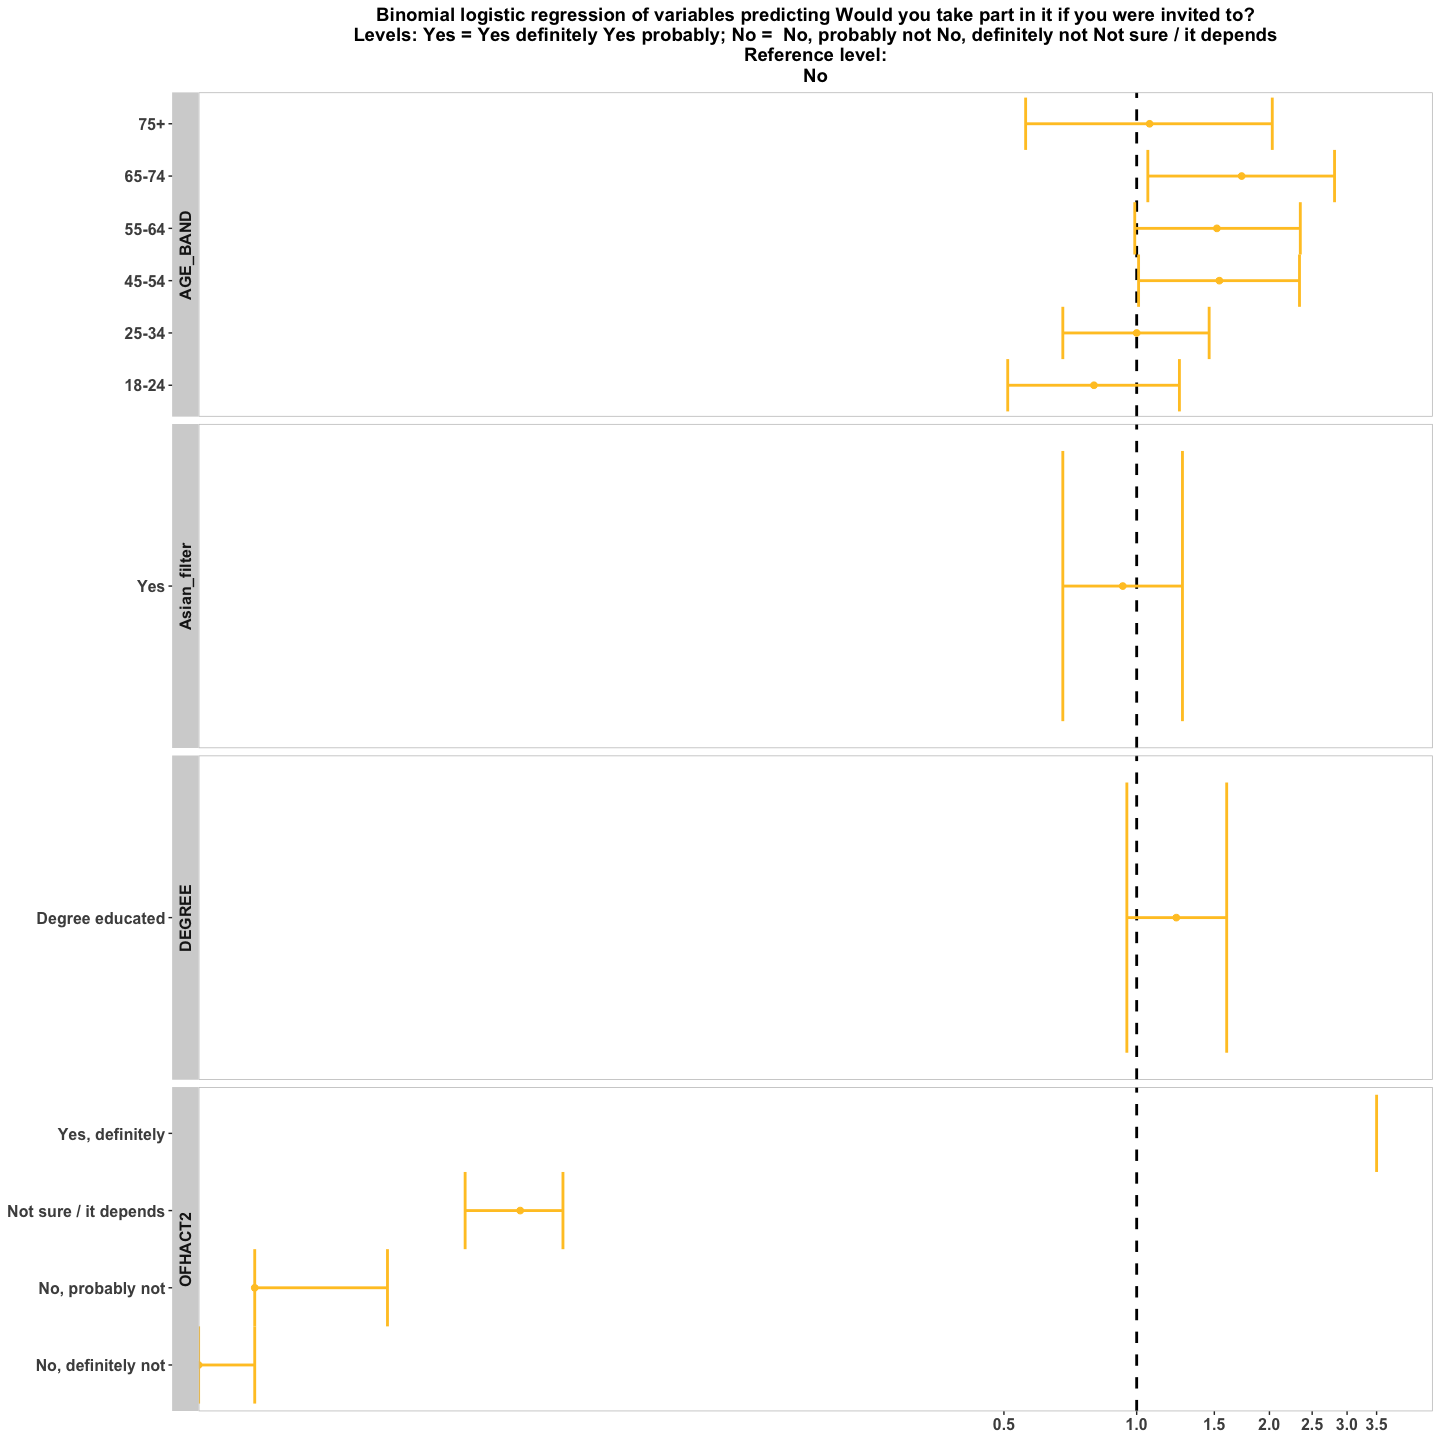 Binomial logistic regression of variables predicting Would you take part in it if you were invited to?
Levels: Yes = Yes definitely Yes probably; No =  No, probably not No, definitely not Not sure / it depends
Reference level:
No
AGE_BAND
75+
65-74
55-64
45-54
25-34
18-24
Asian_filter
Yes
DEGREE
Degree educated
OFHACT2
Yes, definitely
Not sure / it depends
No, probably not
No, definitely not
0.5 1.0 1.5 2.0 2.5 3.0 3.5